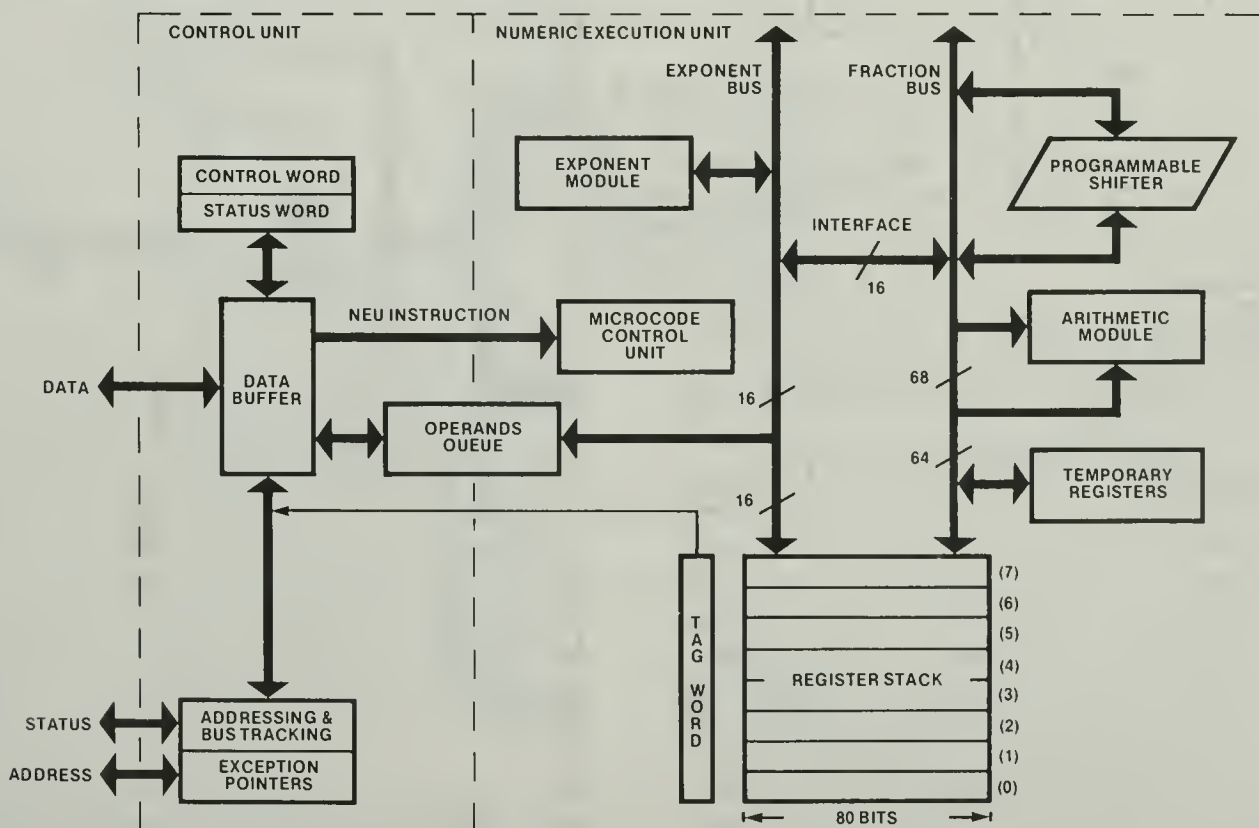 CONTROL UNIT
NUMERIC EXECUTION UNIT
EXPONENT
BUS
FRACTION
BUS
EXPONENT
MODULE
PROGRAMMABLE
SHIFTER
CONTROL WORD
STATUS WORD
INTERFACE
16
NEU INSTRUCTION
MICROCODE
CONTROL
UNIT
ARITHMETIC
MODULE
DATA
DATA
BUFFER
16
68
OPERANDS
QUEUE
64
TEMPORARY
REGISTERS
16
TAG WORD
(7)
(6)
(5)
(4)
REGISTER STACK
(3)
(2)
(1)
(0)
STATUS
ADDRESSING &
BUS TRACKING
ADDRESS
EXCEPTION
POINTERS
80 BITS